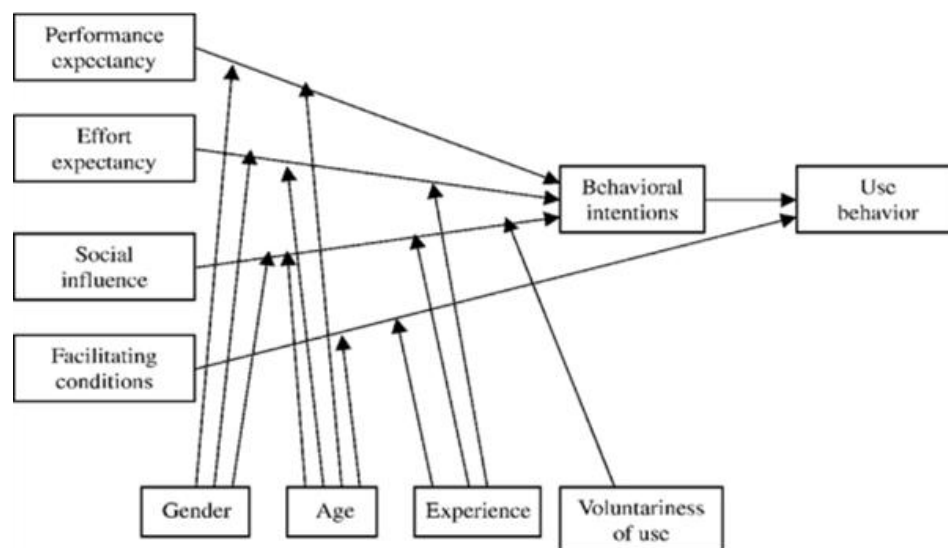 Performance
expectancy
Effort
expectancy
Behavioral
intentions
Use
behavior
Social
influence
Facilitating
conditions
Gender
Age
Experience
Voluntariness
of use